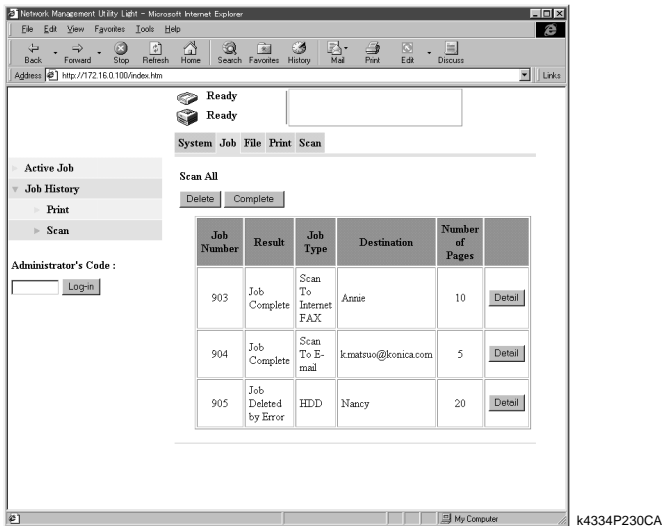 Network Management Utility Light - Microsoft Internet Explorer
File Edit View Favorites Tools Help
Back Forward Stop Refresh Home Search Favorites History Mail Print Edit Discuss
Address http://172.16.0.100/index.htm Links
Ready
Ready
System Job File Print Scan
Active Job
Job History
Print
Scan
Administrator's Code :
Log-in
Scan All
Delete Complete
Job Number Result Job Type Destination Number of Pages
903 Job Complete Scan To Internet FAX Annie 10 Detail
904 Job Complete Scan To E-mail k.matsuo@konica.com 5 Detail
905 Job Deleted by Error HDD Nancy 20 Detail
My Computer
k4334P230CA